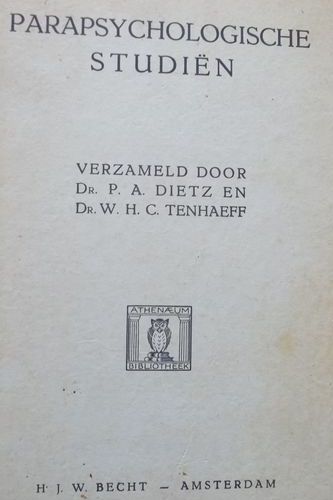 PARAPSYCHOLOGISCHE
STUDIËN
VERZAMELD DOOR
DR. P. A. DIETZ EN
DR. W. H. C. TENHAEFF
ATHENÆUM
BIBLIOTHEEK
H. J. W. BECHT — AMSTERDAM